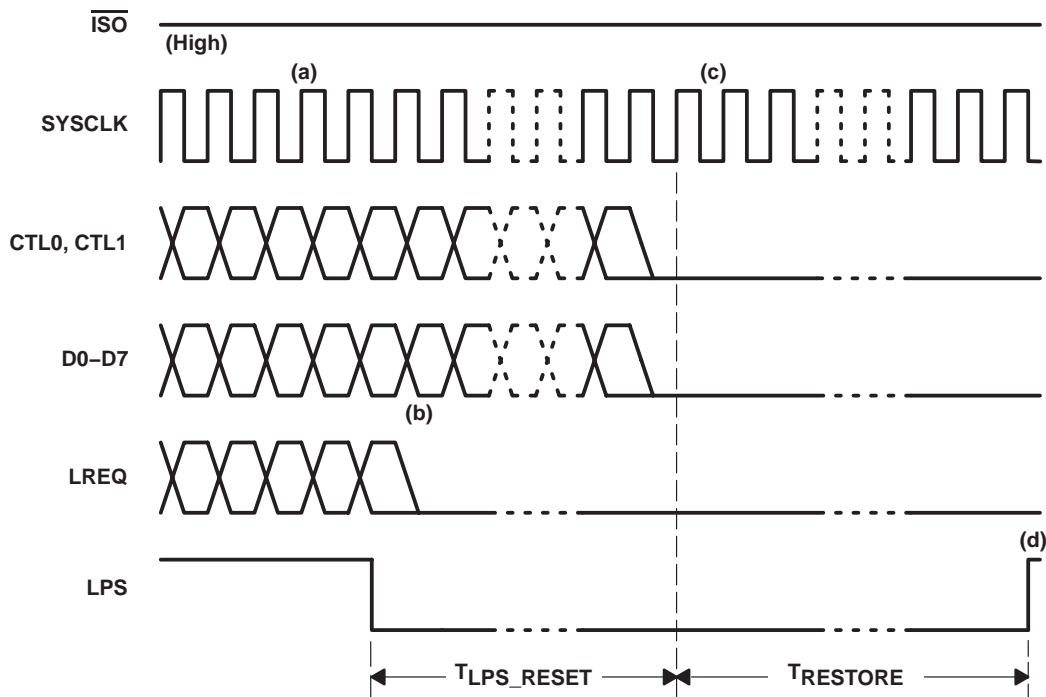 ISO
(High)
(a)
(c)
SYSCLK
CTL0, CTL1
D0–D7
(b)
LREQ
(d)
LPS
TLPS_RESET
TRESTORE